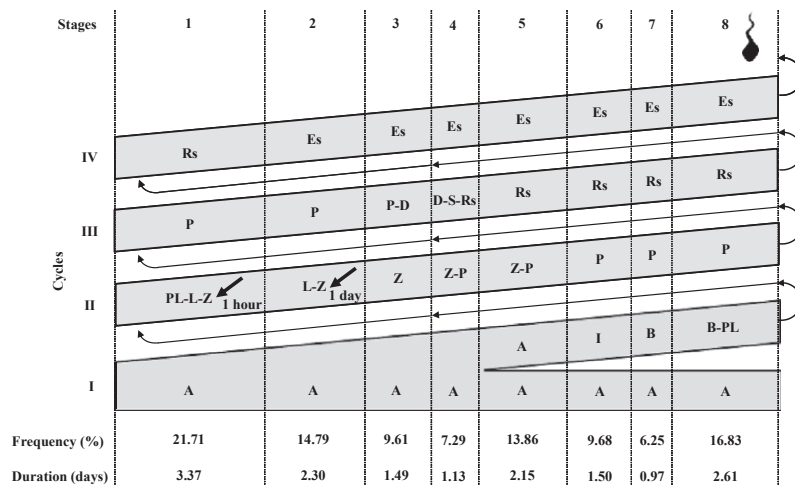 Stages 1 2 3 4 5 6 7 8
Es
Es
Es
Es
Es
Es
Es
IV Rs
Rs
Rs
Rs
Rs
D-S-Rs
P-D
P
III P
P
P
P
Z-P
Z-P
Z
L-Z
1 day
PL-L-Z
1 hour
II
Cycles
B-PL
B
I
A
I A A A A A A A A
Frequency (%) 21.71 14.79 9.61 7.29 13.86 9.68 6.25 16.83
Duration (days) 3.37 2.30 1.49 1.13 2.15 1.50 0.97 2.61